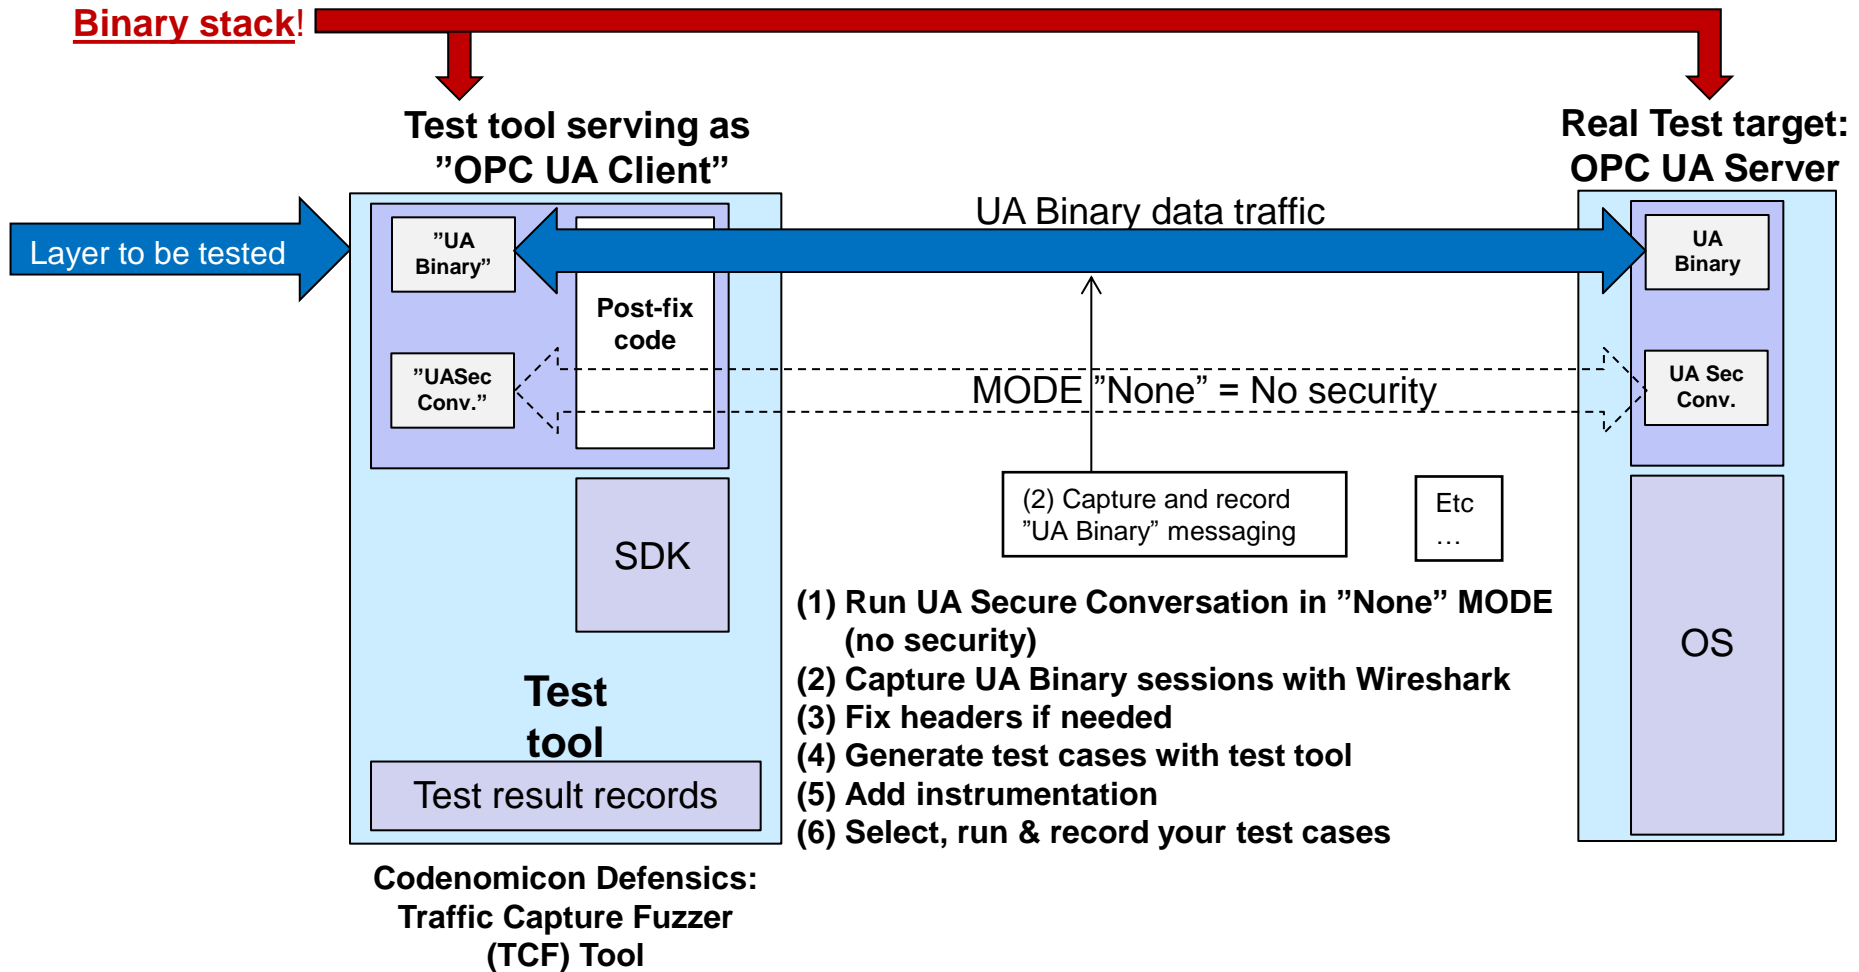 Binary stack!
Test tool serving as
”OPC UA Client”
Real Test target:
OPC UA Server
Layer to be tested
”UA
Binary”
UA Binary data traffic
UA
Binary
Post-fix
code
”UASec
Conv.”
MODE ”None” = No security
UA Sec
Conv.
(2) Capture and record
”UA Binary” messaging
Etc
…
SDK
OS
(1) Run UA Secure Conversation in ”None” MODE
(no security)
(2) Capture UA Binary sessions with Wireshark
(3) Fix headers if needed
(4) Generate test cases with test tool
(5) Add instrumentation
(6) Select, run & record your test cases
Test
tool
Test result records
Codenomicon Defensics:
Traffic Capture Fuzzer
(TCF) Tool